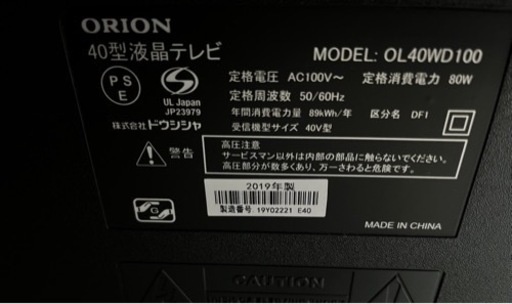 ORION
40型液晶テレビ
MODEL: OL40WD100
PS
E
UL Japan
JP23979
定格電圧 AC100V～ 定格消費電力 80W
定格周波数 50/60Hz
年間消費電力量 89kWh/年 区分名 DF1
受信機型サイズ 40V型
株式会社ドウシシャ
警告
高圧注意
サービスマン以外は内部の部品に触らないでください。
高圧部分が数多くあり、万一さわると危険です。
2019年製
製造番号 19Y02221 E40
G
MADE IN CHINA
CAUTION